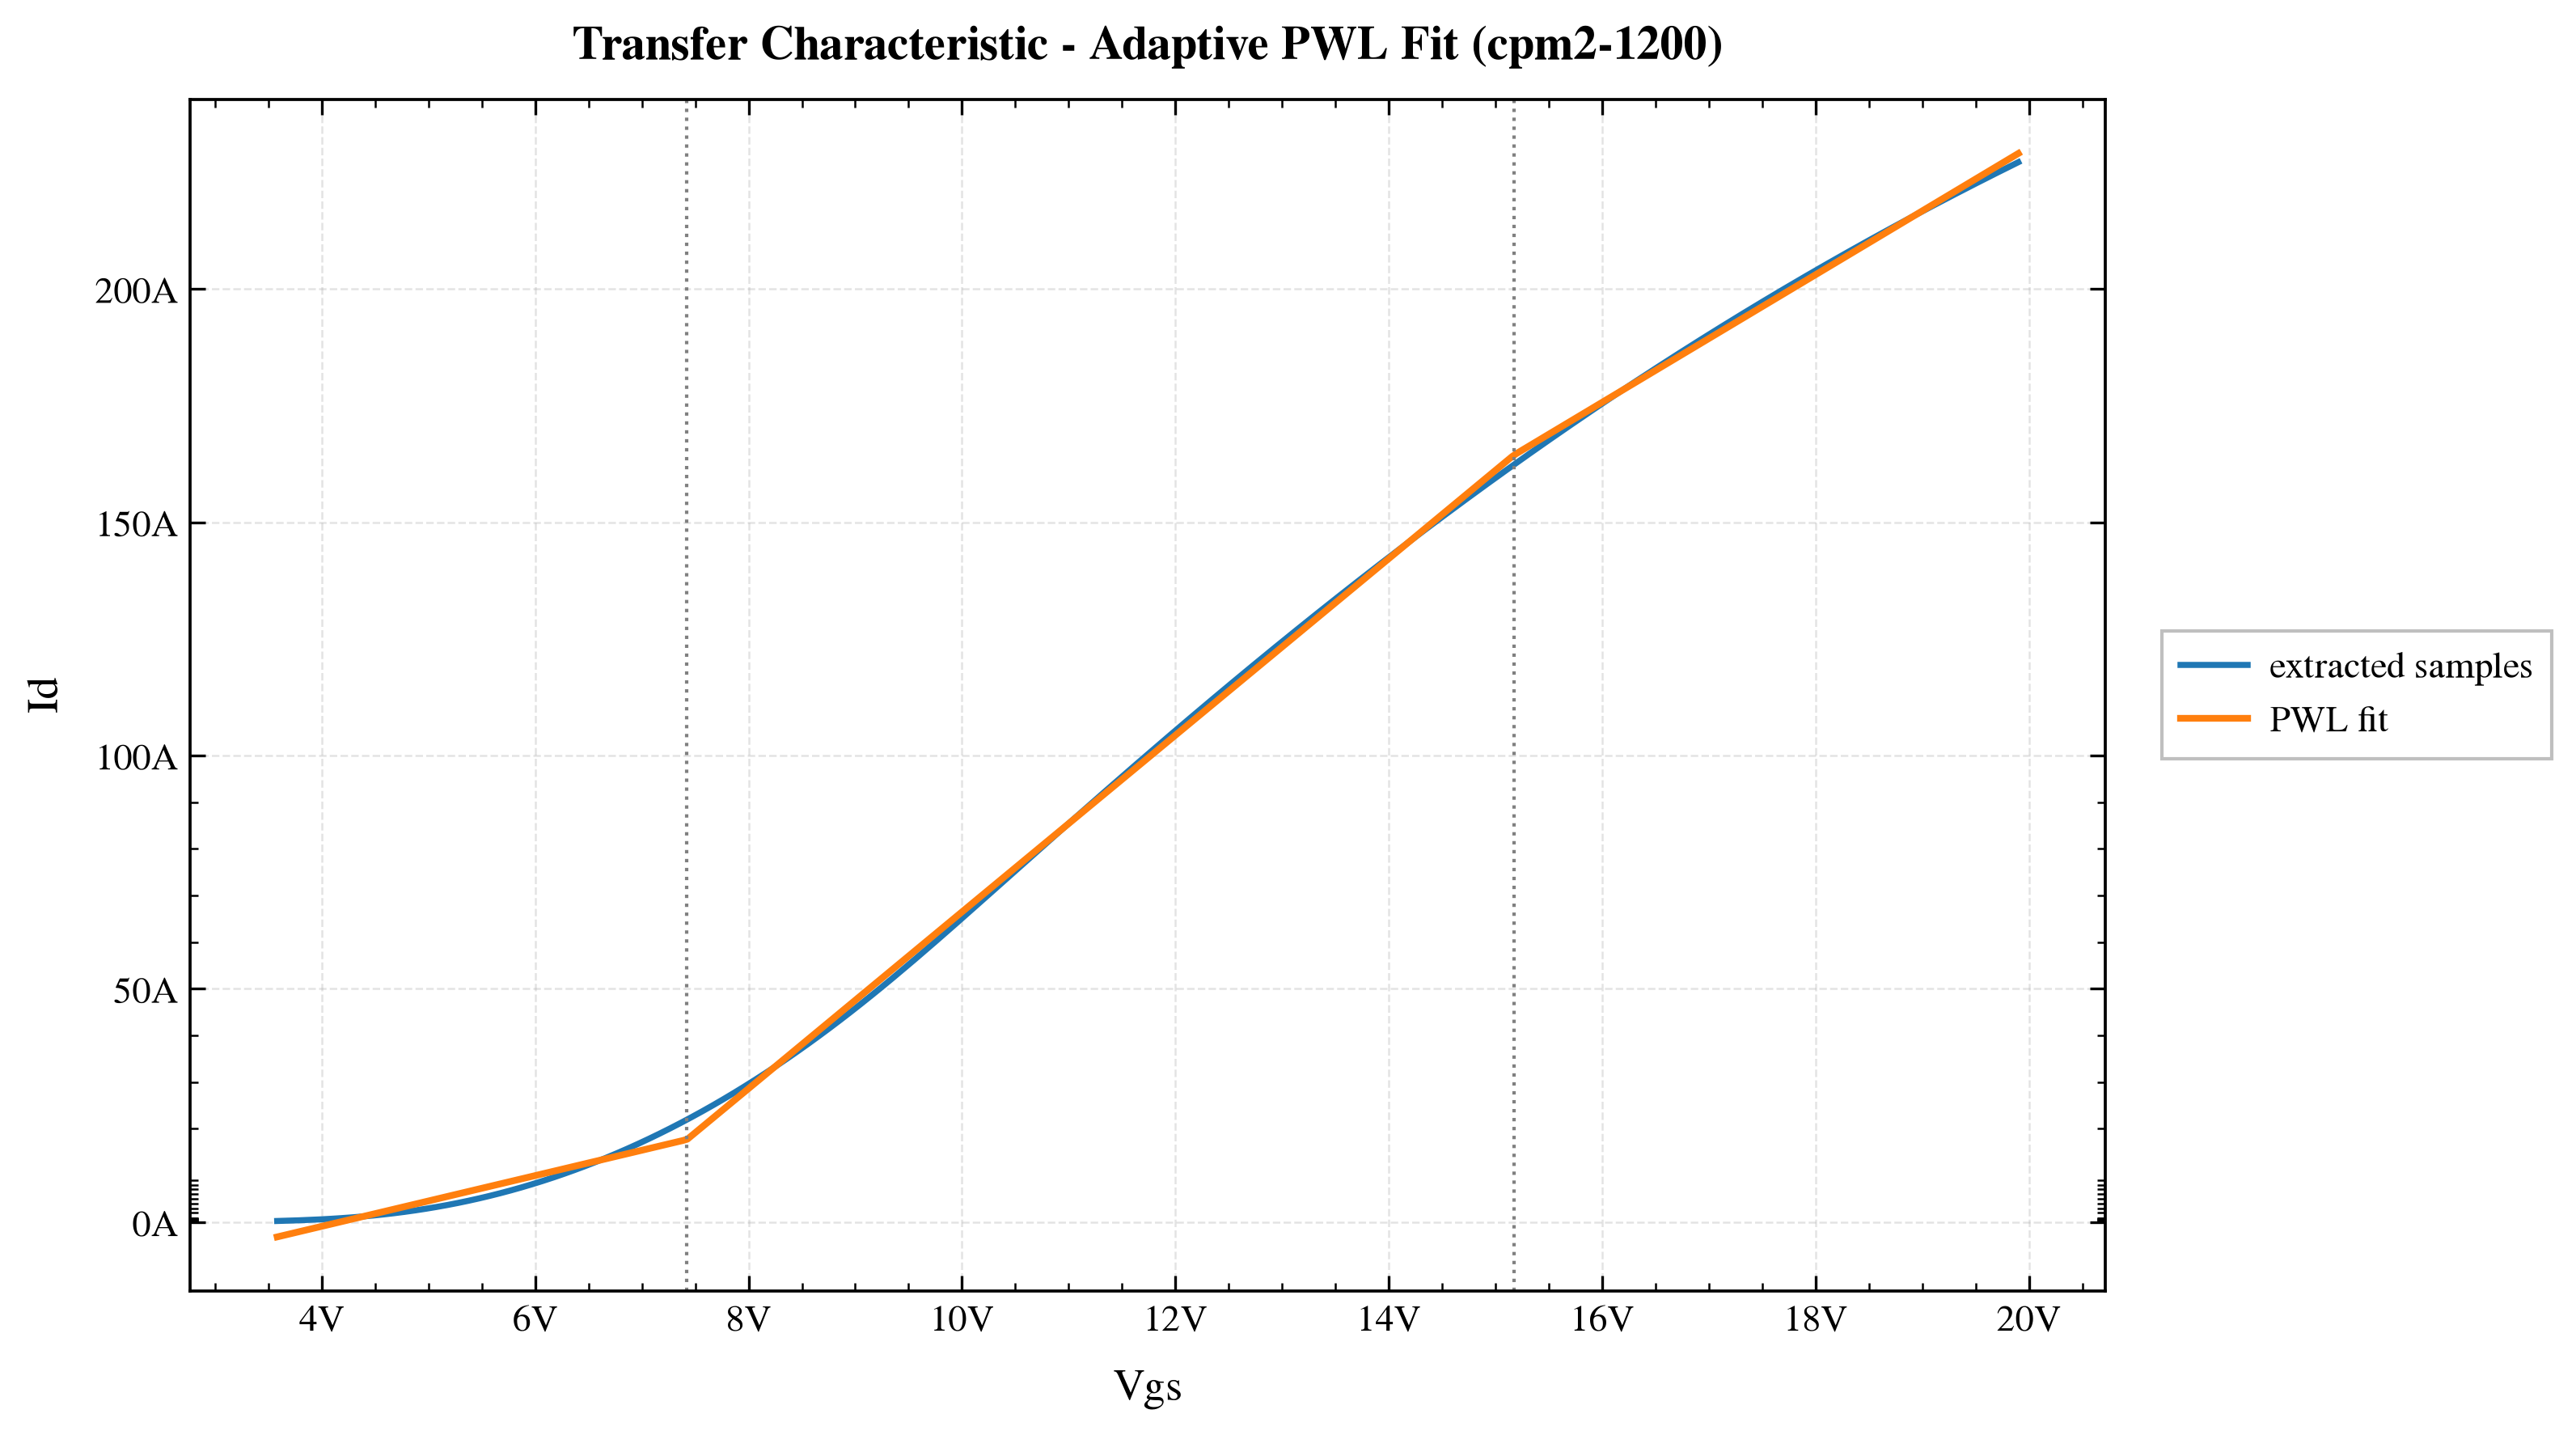 Transfer Characteristic - Adaptive PWL Fit (cpm2-1200)
200A
150A
100A
50A
0A
Id
4V 6V 8V 10V 12V 14V 16V 18V 20V
Vgs
extracted samples
PWL fit